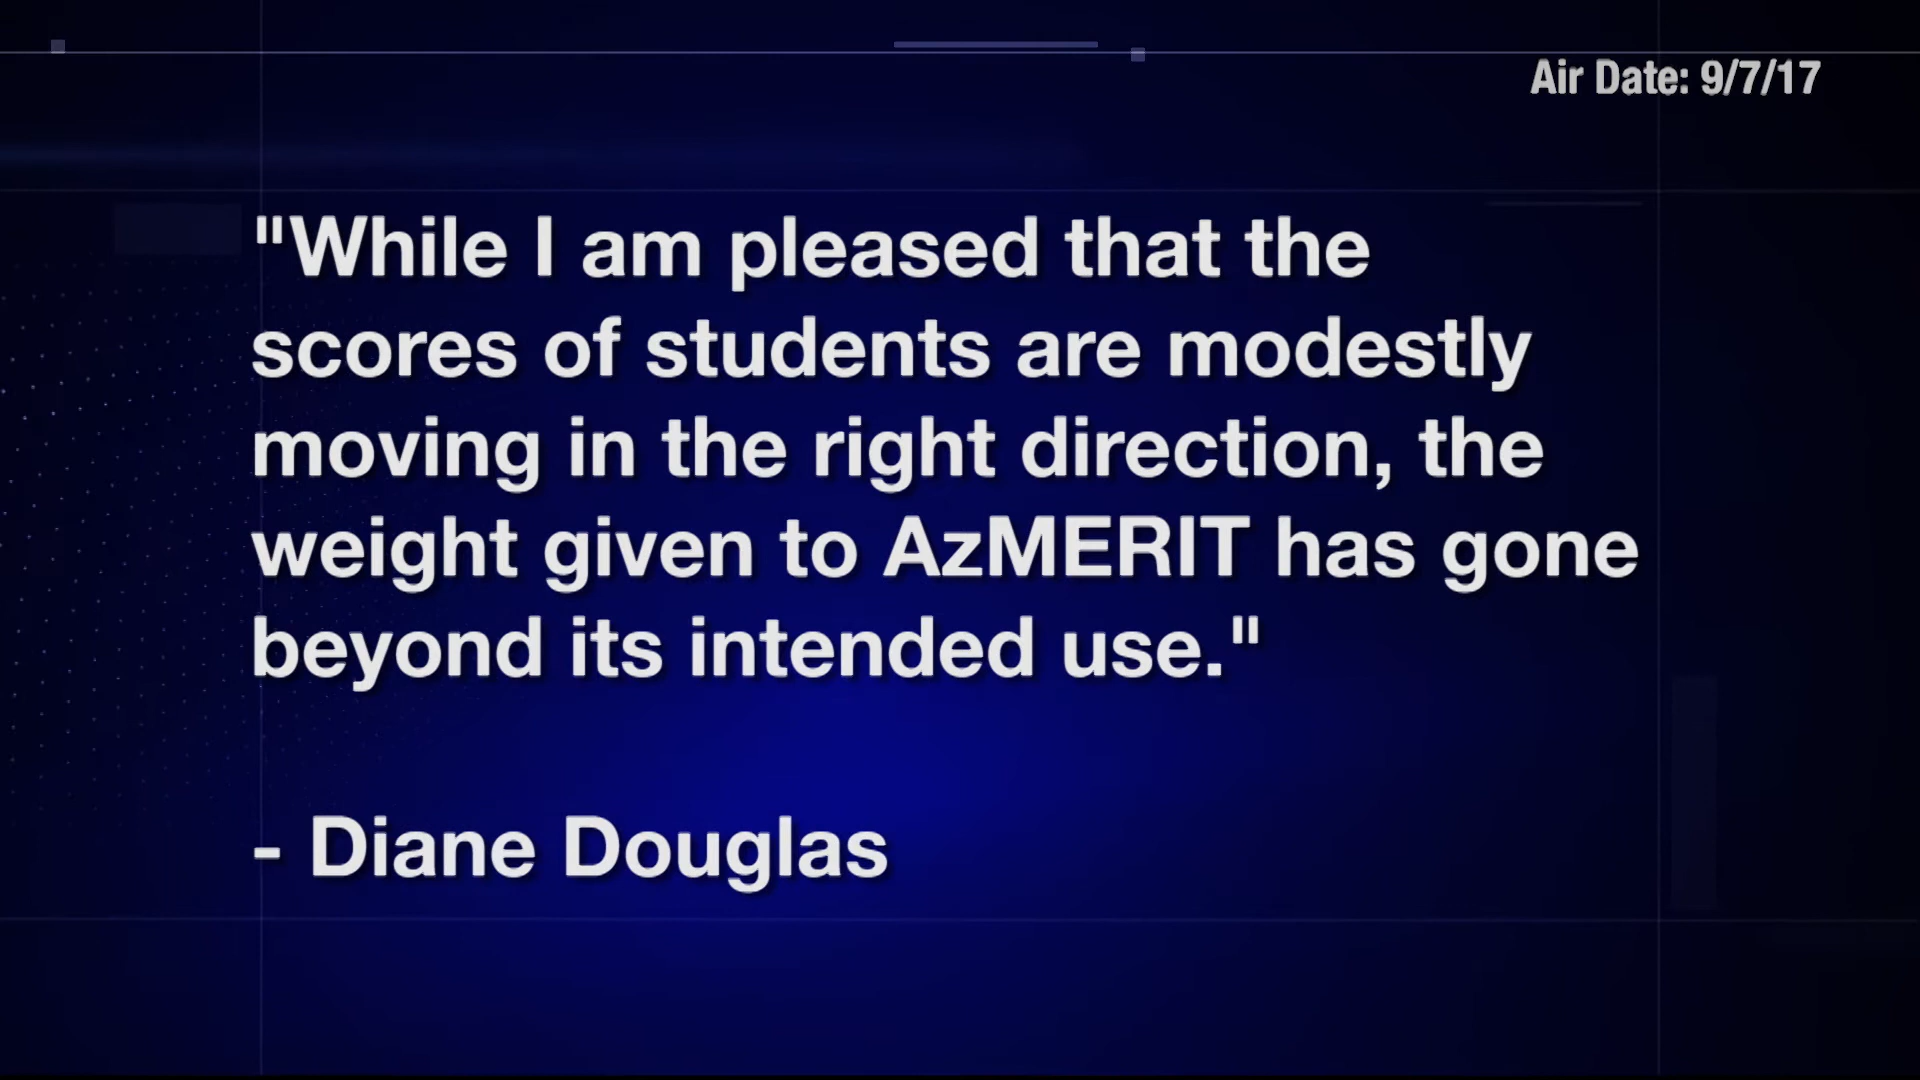 Air Date: 9/7/17
"While I am pleased that the
scores of students are modestly
moving in the right direction, the
weight given to AzMERIT has gone
beyond its intended use."
- Diane Douglas